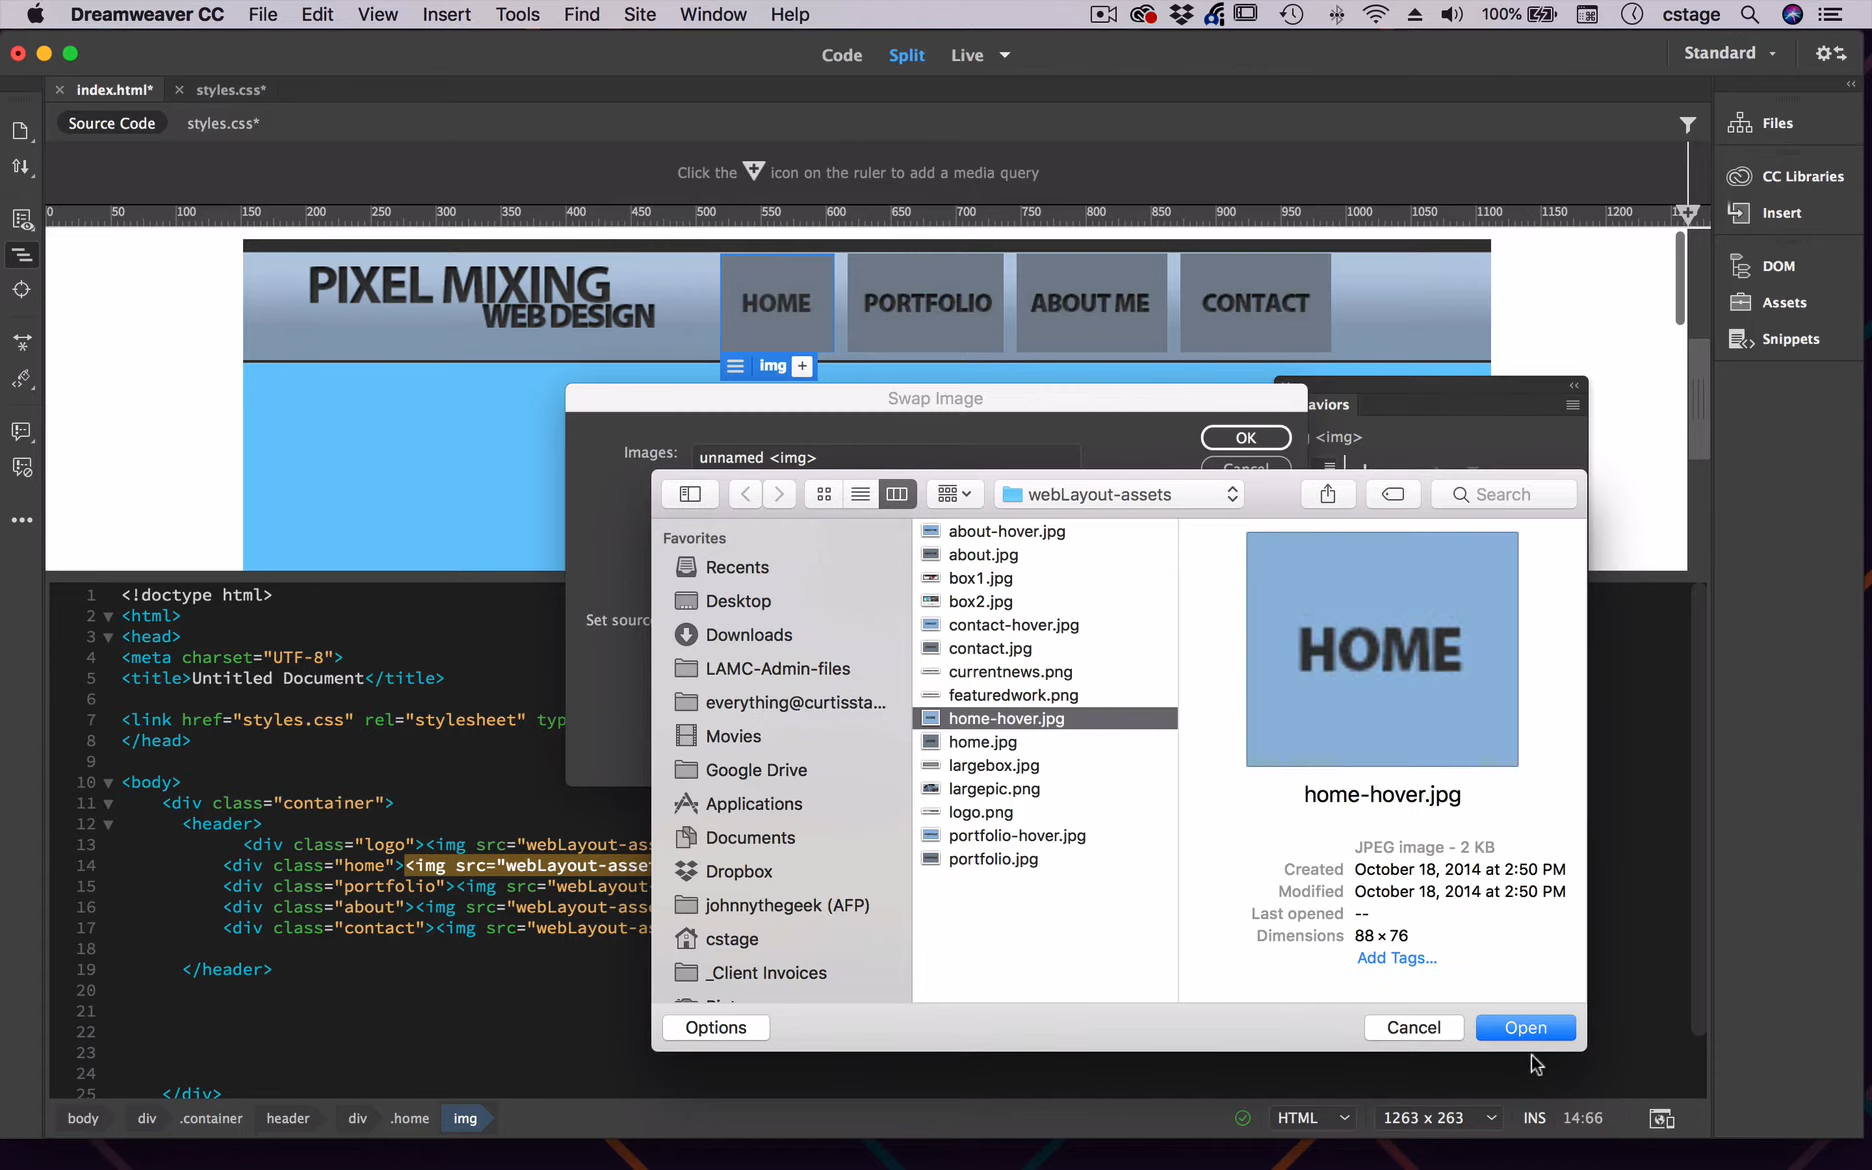 Dreamweaver CC File Edit View Insert Tools Find Site Window Help 100% cstage
Code Split Live Standard
index.html* styles.css*
Source Code styles.css*
Click the icon on the ruler to add a media query
0 50 100 150 200 250 300 350 400 450 500 550 600 650 700 750 800 850 900 950 1000 1050 1100 1150 1200
PIXEL MIXING
WEB DESIGN
HOME PORTFOLIO ABOUT ME CONTACT
img +
Files
CC Libraries
Insert
DOM
Assets
Snippets
Swap Image
Images: unnamed <img>
OK
Cancel
Set sourc
aviors
<img>
webLayout-assets
Search
Favorites
Recents
Desktop
Downloads
LAMC-Admin-files
everything@curtissta...
Movies
Google Drive
Applications
Documents
Dropbox
johnnythegeek (AFP)
cstage
_Client Invoices
about-hover.jpg
about.jpg
box1.jpg
box2.jpg
contact-hover.jpg
contact.jpg
currentnews.png
featuredwork.png
home-hover.jpg
home.jpg
largebox.jpg
largepic.png
logo.png
portfolio-hover.jpg
portfolio.jpg
HOME
home-hover.jpg
JPEG image - 2 KB
Created October 18, 2014 at 2:50 PM
Modified October 18, 2014 at 2:50 PM
Last opened --
Dimensions 88 × 76
Add Tags...
Options Cancel Open
1 <!doctype html>
2 <html>
3 <head>
4 <meta charset="UTF-8">
5 <title>Untitled Document</title>
6
7 <link href="styles.css" rel="stylesheet" typ
8 </head>
9
10 <body>
11 <div class="container">
12 <header>
13 <div class="logo"><img src="webLayout-ass
14 <div class="home"><img src="webLayout-asset
15 <div class="portfolio"><img src="webLayout-
16 <div class="about"><img src="webLayout-ass
17 <div class="contact"><img src="webLayout-a
18
19 </header>
20
21
22
23
24
25 </div>
body div .container header div .home img HTML 1263 x 263 INS 14:66